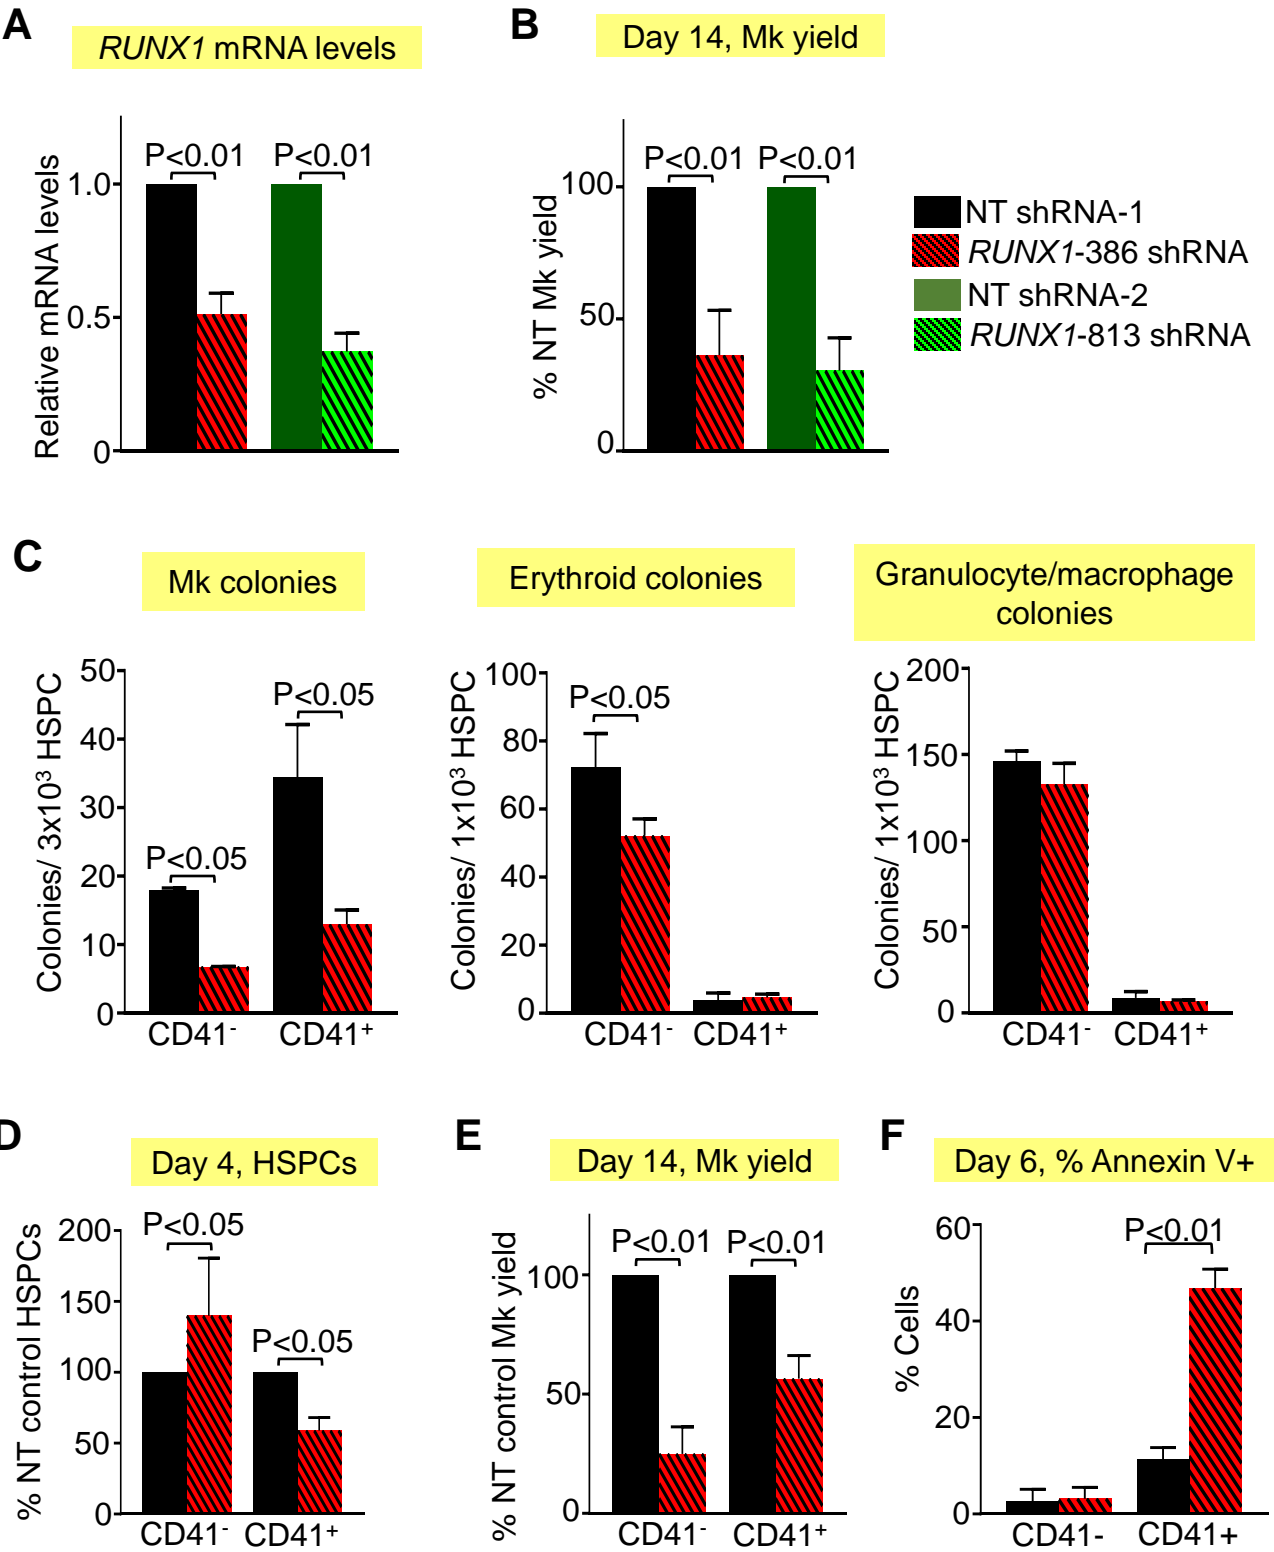 A
RUNX1 mRNA levels
Relative mRNA levels
1.0
0.5
0
P<0.01
P<0.01
B
Day 14, Mk yield
% NT Mk yield
100
50
0
P<0.01
P<0.01
NT shRNA-1
RUNX1-386 shRNA
NT shRNA-2
RUNX1-813 shRNA
C
Mk colonies
Colonies/ 3x10³ HSPC
50
40
30
20
10
0
P<0.05
P<0.05
CD41⁻
CD41⁺
Erythroid colonies
Colonies/ 1x10³ HSPC
100
80
60
40
20
0
P<0.05
CD41⁻
CD41⁺
Granulocyte/macrophage
colonies
Colonies/ 1x10³ HSPC
200
150
100
50
0
CD41⁻
CD41⁺
D
Day 4, HSPCs
% NT control HSPCs
200
150
100
50
0
P<0.05
P<0.05
CD41⁻
CD41⁺
E
Day 14, Mk yield
% NT control Mk yield
100
50
0
P<0.01
P<0.01
CD41⁻
CD41⁺
F
Day 6, % Annexin V+
% Cells
60
40
20
0
P<0.01
CD41-
CD41+